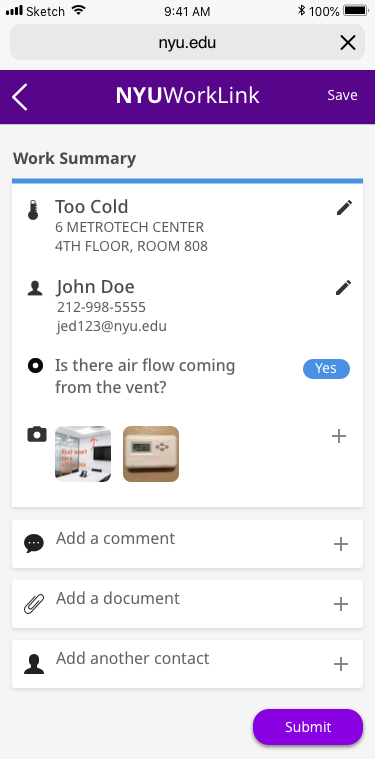 Sketch 9:41 AM 100%
nyu.edu
NYUWorkLink Save
Work Summary
Too Cold
6 METROTECH CENTER
4TH FLOOR, ROOM 808
John Doe
212-998-5555
jed123@nyu.edu
Is there air flow coming
from the vent?
Yes
Add a comment
Add a document
Add another contact
Submit